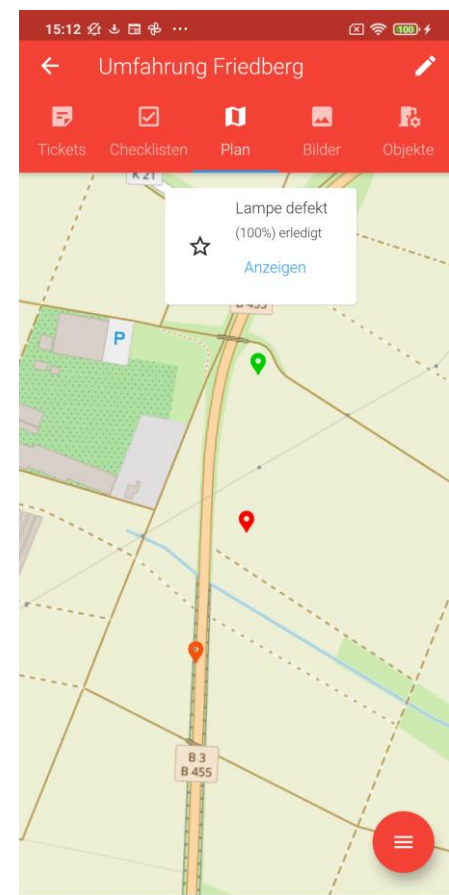 15:12
100
Umfahrung Friedberg
Tickets
Checklisten
Plan
Bilder
Objekte
K 21
Lampe defekt
(100%) erledigt
Anzeigen
B 455
P
B 3
B 455